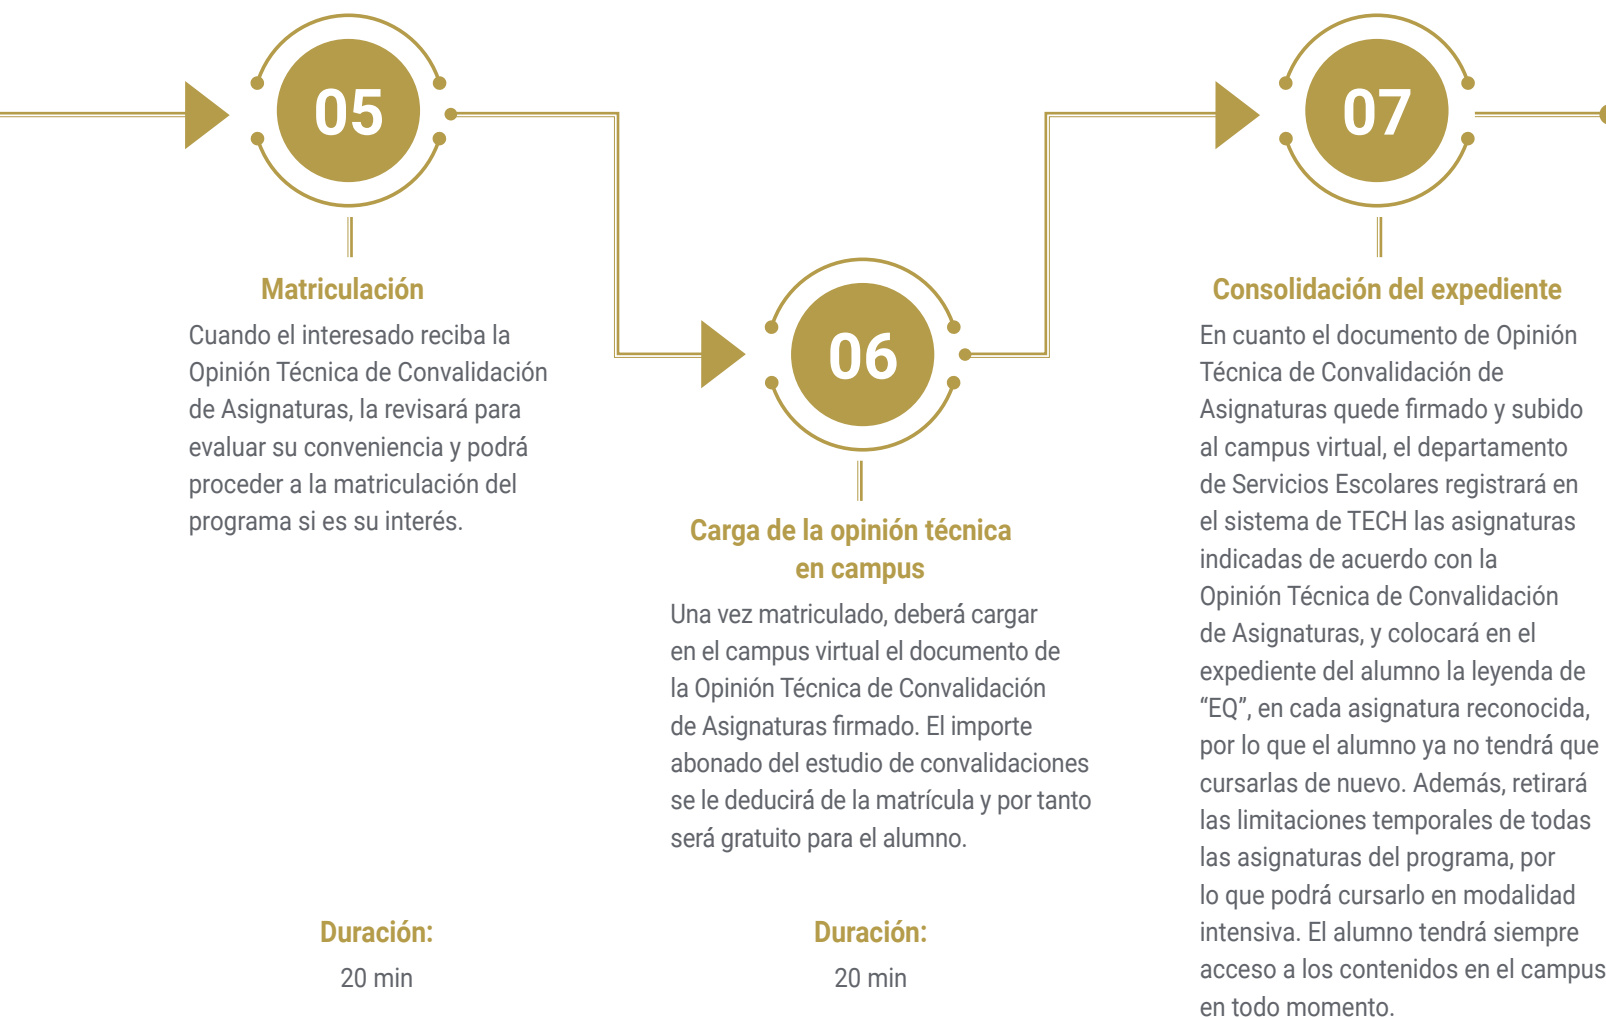 05
Matriculación
Cuando el interesado reciba la
Opinión Técnica de Convalidación
de Asignaturas, la revisará para
evaluar su conveniencia y podrá
proceder a la matriculación del
programa si es su interés.
Duración:
20 min
06
Carga de la opinión técnica
en campus
Una vez matriculado, deberá cargar
en el campus virtual el documento de
la Opinión Técnica de Convalidación
de Asignaturas firmado. El importe
abonado del estudio de convalidaciones
se le deducirá de la matrícula y por tanto
será gratuito para el alumno.
Duración:
20 min
07
Consolidación del expediente
En cuanto el documento de Opinión
Técnica de Convalidación de
Asignaturas quede firmado y subido
al campus virtual, el departamento
de Servicios Escolares registrará en
el sistema de TECH las asignaturas
indicadas de acuerdo con la
Opinión Técnica de Convalidación
de Asignaturas, y colocará en el
expediente del alumno la leyenda de
“EQ”, en cada asignatura reconocida,
por lo que el alumno ya no tendrá que
cursarlas de nuevo. Además, retirará
las limitaciones temporales de todas
las asignaturas del programa, por
lo que podrá cursarlo en modalidad
intensiva. El alumno tendrá siempre
acceso a los contenidos en el campus
en todo momento.